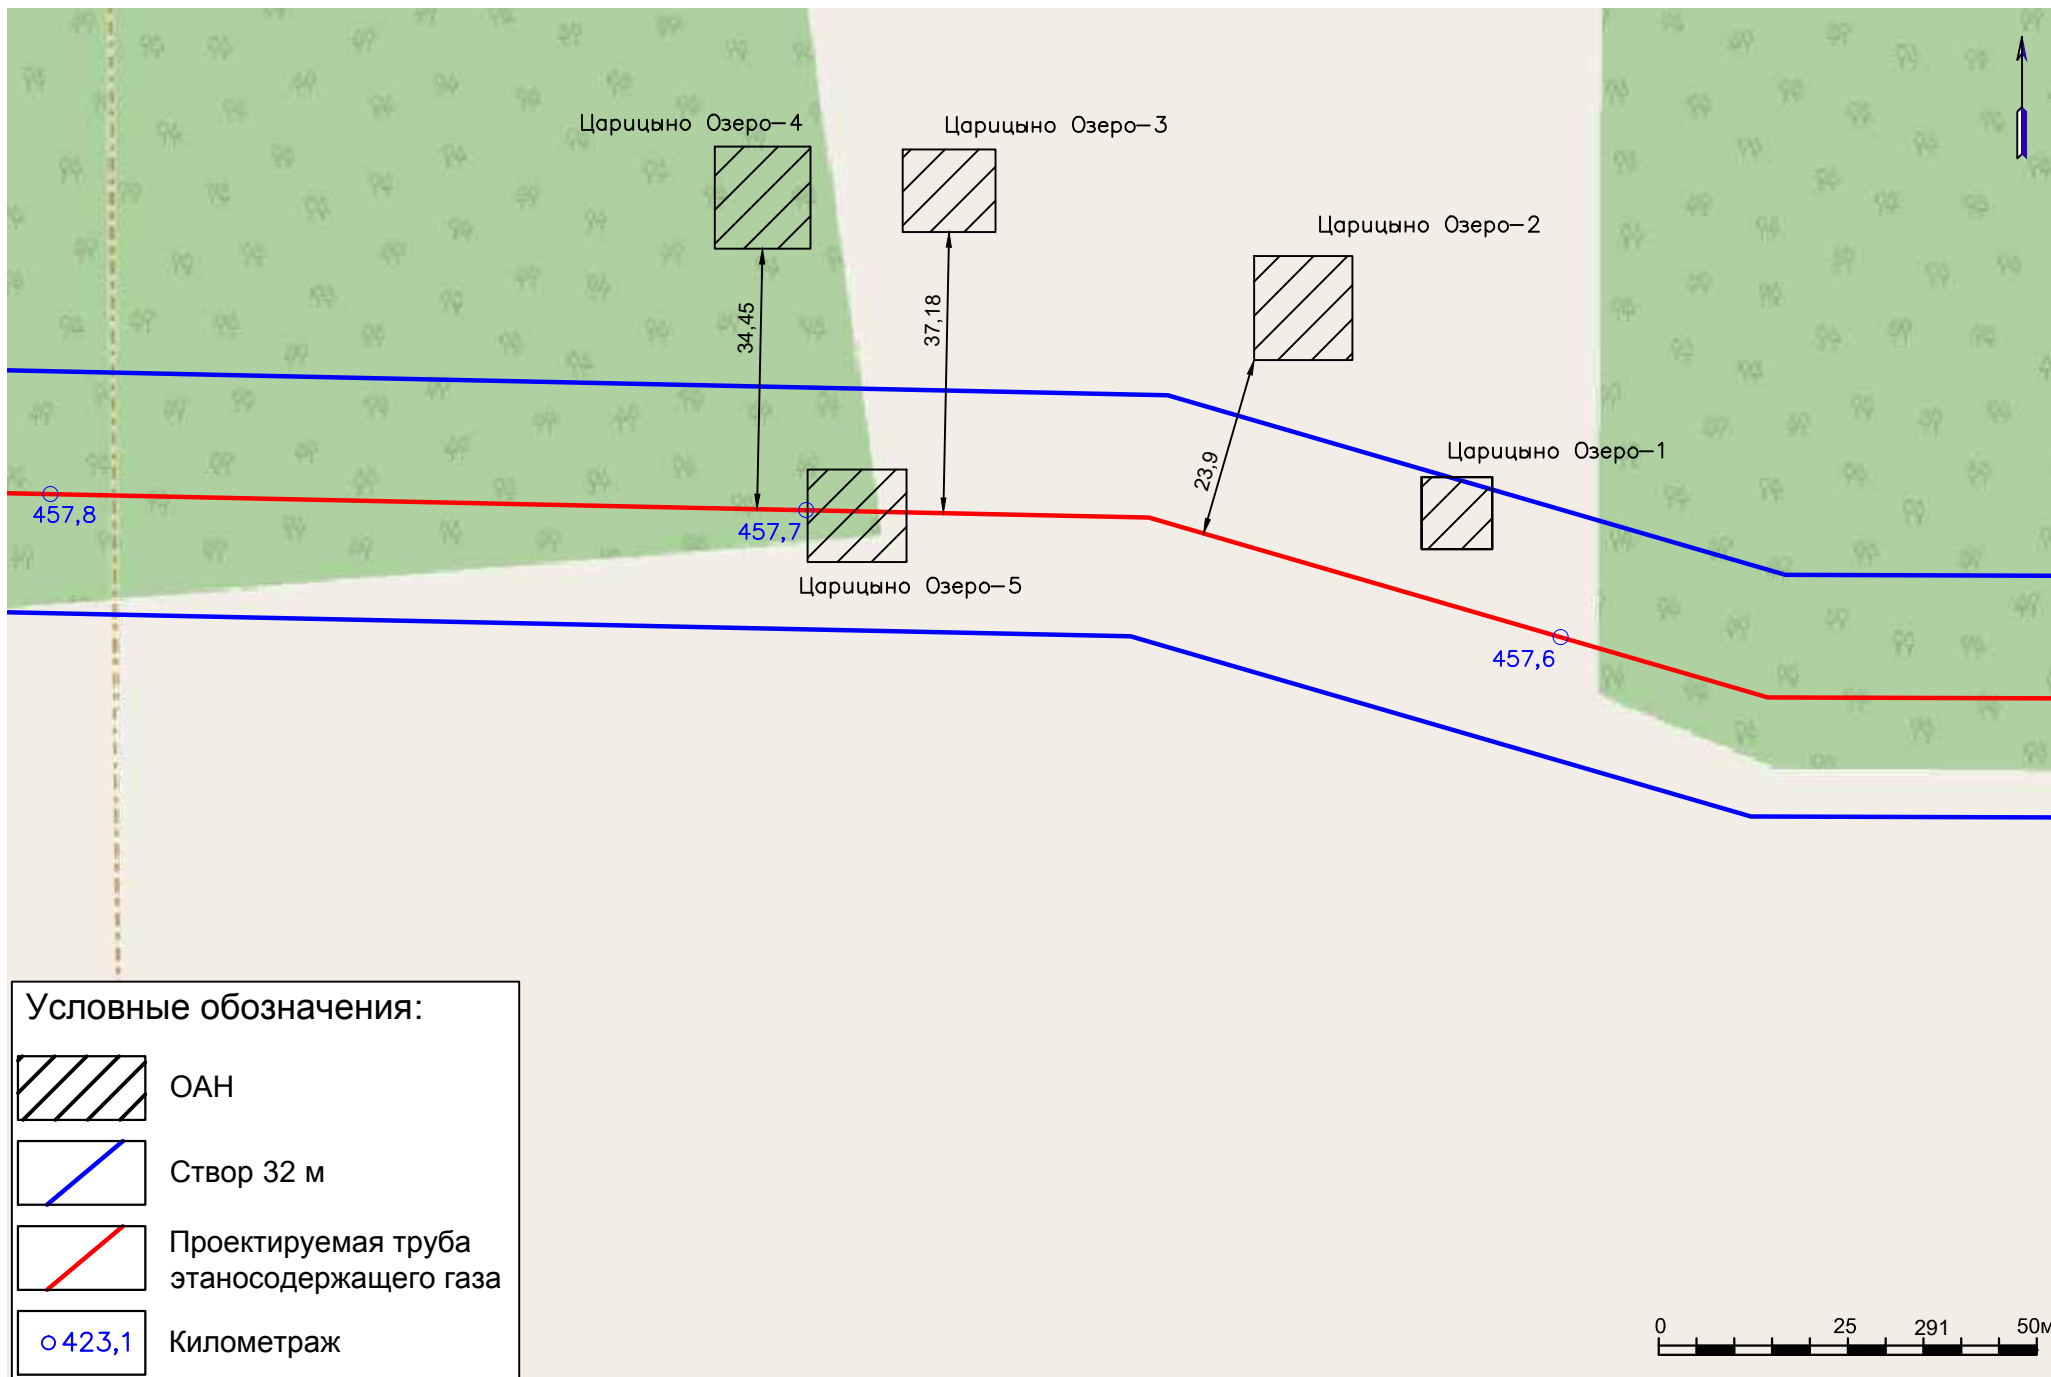 Царицыно Озеро-4
Царицыно Озеро-3
Царицыно Озеро-2
34,45
37,18
23,9
Царицыно Озеро-1
457,8
457,7
Царицыно Озеро-5
457,6
Условные обозначения:
ОАН
Створ 32 м
Проектируемая труба
этаносодержащего газа
423,1 Километраж
0 25 291 50м